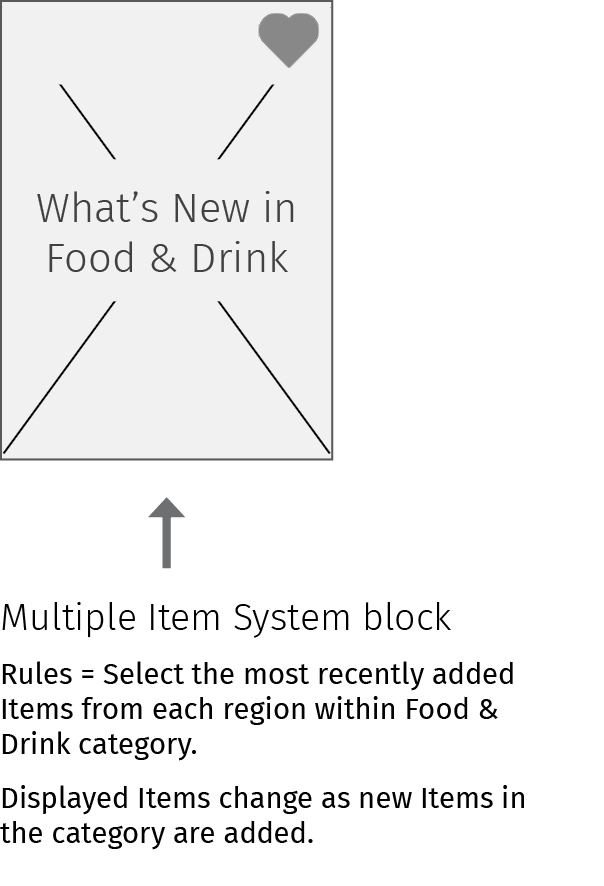 What’s New in
Food & Drink
Multiple Item System block
Rules = Select the most recently added
Items from each region within Food &
Drink category.
Displayed Items change as new Items in
the category are added.